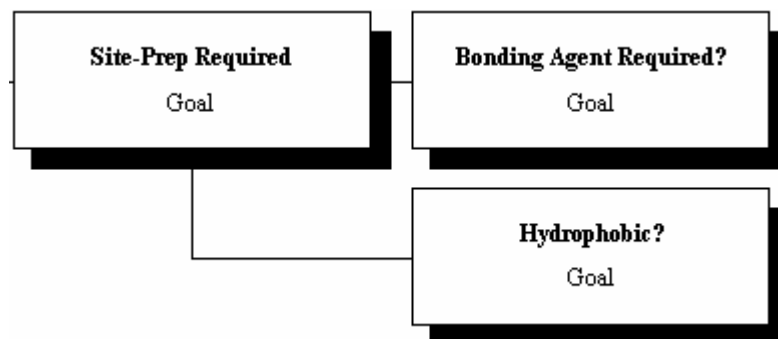 Site-Prep Required
Goal
Bonding Agent Required?
Goal
Hydrophobic?
Goal